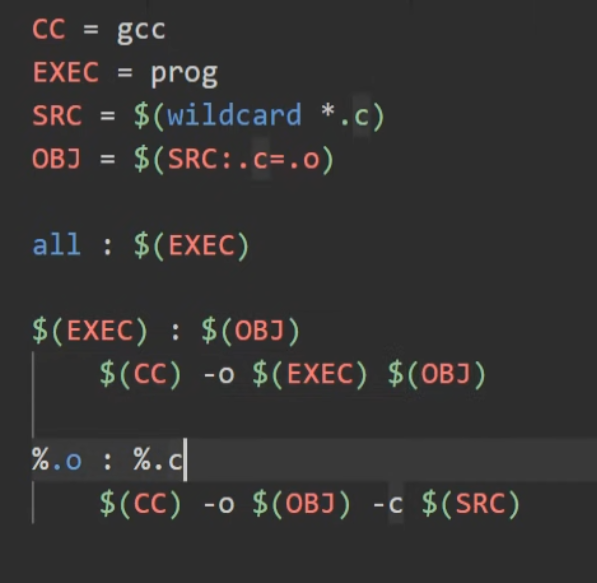 CC = gcc
EXEC = prog
SRC = $(wildcard *.c)
OBJ = $(SRC:.c=.o)
all : $(EXEC)
$(EXEC) : $(OBJ)
$(CC) -o $(EXEC) $(OBJ)
%.o : %.c
$(CC) -o $(OBJ) -c $(SRC)